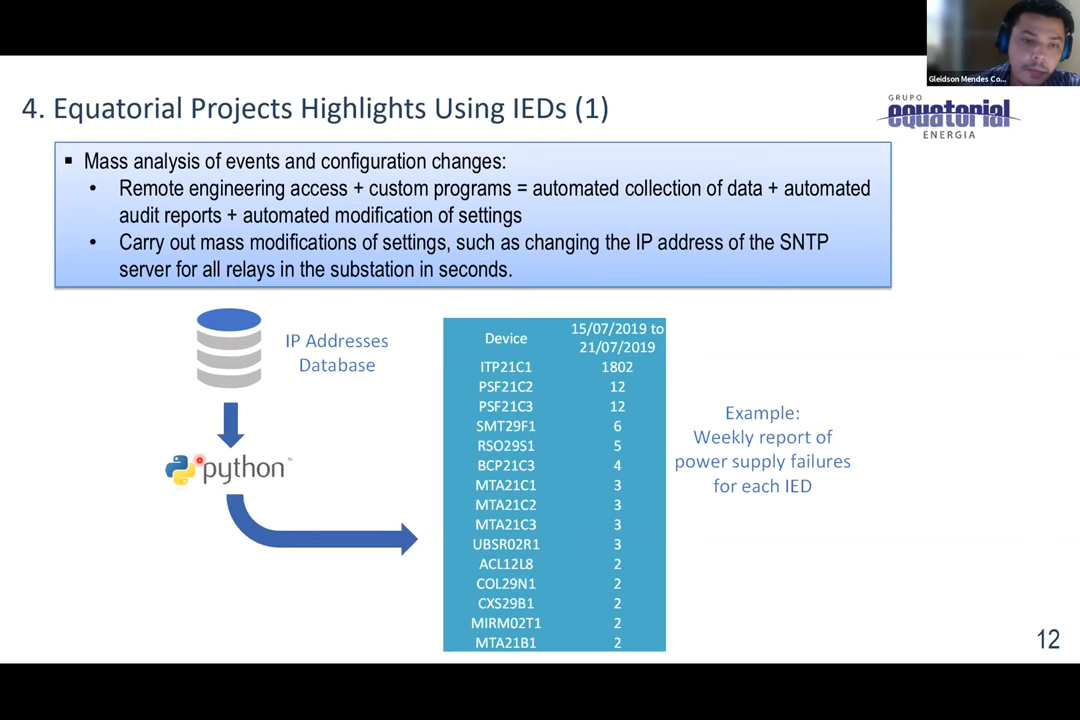 Gleidson Mendes Co...
4. Equatorial Projects Highlights Using IEDs (1)
GRUPO
equatorial
ENERGIA
▪ Mass analysis of events and configuration changes:
• Remote engineering access + custom programs = automated collection of data + automated
audit reports + automated modification of settings
• Carry out mass modifications of settings, such as changing the IP address of the SNTP
server for all relays in the substation in seconds.
IP Addresses
Database
python™
Device 15/07/2019 to
21/07/2019
ITP21C1 1802
PSF21C2 12
PSF21C3 12
SMT29F1 6
RSO29S1 5
BCP21C3 4
MTA21C1 3
MTA21C2 3
MTA21C3 3
UBSR02R1 3
ACL12L8 2
COL29N1 2
CXS29B1 2
MIRM02T1 2
MTA21B1 2
Example:
Weekly report of
power supply failures
for each IED
12